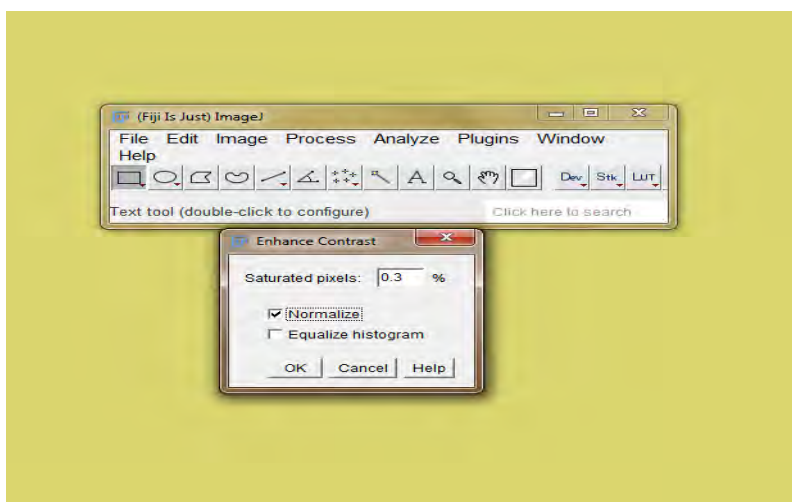 (Fiji Is Just) ImageJ
File Edit Image Process Analyze Plugins Window
Help
A Dev Stk LUT
Text tool (double-click to configure) Click here to search
Enhance Contrast
Saturated pixels: 0.3 %
Normalize
Equalize histogram
OK Cancel Help